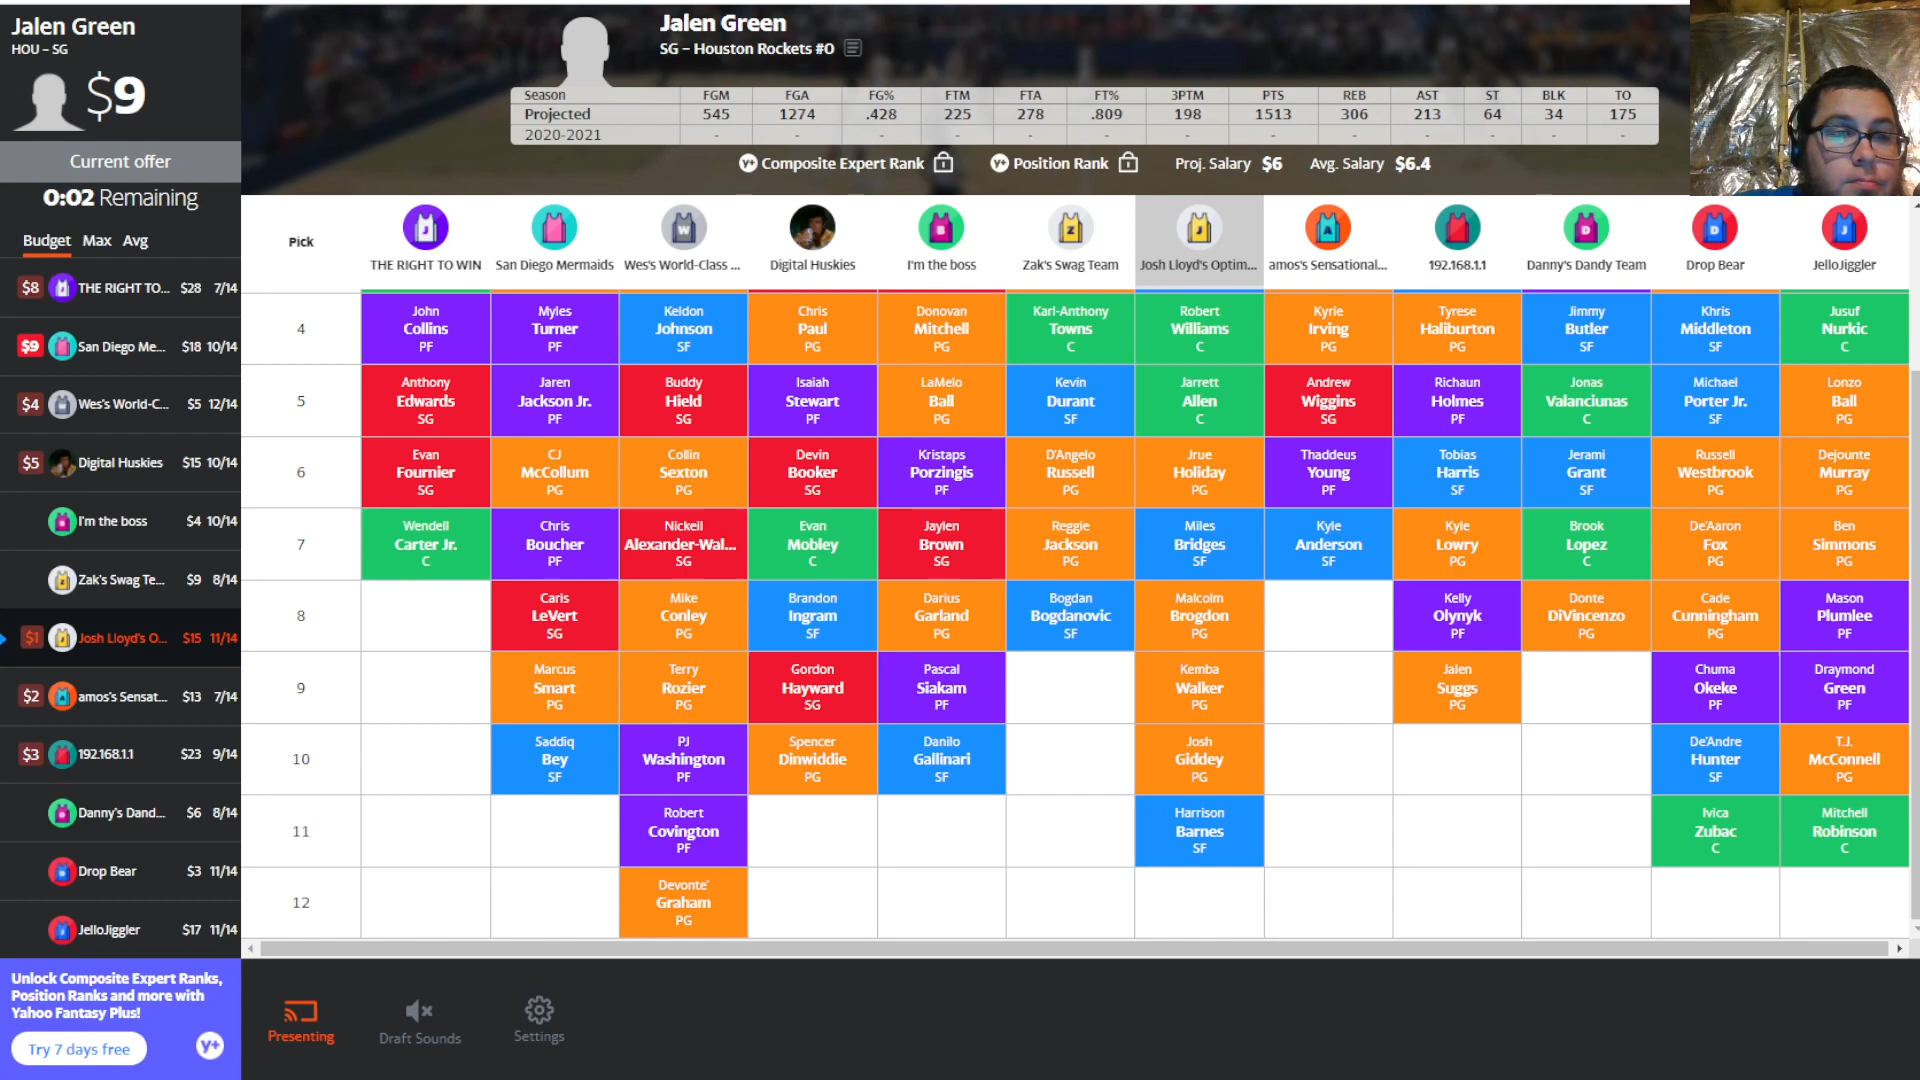 Jalen Green
HOU – SG
$9
Current offer
0:02 Remaining
Budget Max Avg
$8 THE RIGHT TO... $28 7/14
$9 San Diego Me... $18 10/14
$4 Wes's World-C... $5 12/14
$5 Digital Huskies $15 10/14
I'm the boss $4 10/14
Zak's Swag Te... $9 8/14
$1 Josh Lloyd's O... $15 11/14
$2 amos's Sensat... $13 7/14
$3 192.168.1.1 $23 9/14
Danny's Dand... $6 8/14
Drop Bear $3 11/14
JelloJiggler $17 11/14
Unlock Composite Expert Ranks,
Position Ranks and more with
Yahoo Fantasy Plus!
Try 7 days free y+
Jalen Green
SG – Houston Rockets #0
Season FGM FGA FG% FTM FTA FT% 3PTM PTS REB AST ST BLK TO
Projected 545 1274 .428 225 278 .809 198 1513 306 213 64 34 175
2020-2021 - - - - - - - - - - - - -
y+ Composite Expert Rank y+ Position Rank Proj. Salary $6 Avg. Salary $6.4
J W B Z J A D D J
Pick THE RIGHT TO WIN San Diego Mermaids Wes's World-Class ... Digital Huskies I'm the boss Zak's Swag Team Josh Lloyd's Optim... amos's Sensational... 192.168.1.1 Danny's Dandy Team Drop Bear JelloJiggler
John Myles Keldon Chris Donovan Karl-Anthony Robert Kyrie Tyrese Jimmy Khris Jusuf
4 Collins Turner Johnson Paul Mitchell Towns Williams Irving Haliburton Butler Middleton Nurkic
PF PF SF PG PG C C PG PG SF SF C
Anthony Jaren Buddy Isaiah LaMelo Kevin Jarrett Andrew Richaun Jonas Michael Lonzo
5 Edwards Jackson Jr. Hield Stewart Ball Durant Allen Wiggins Holmes Valanciunas Porter Jr. Ball
SG PF SG PF PG SF C SG PF C SF PG
Evan CJ Collin Devin Kristaps D'Angelo Jrue Thaddeus Tobias Jerami Russell Dejounte
6 Fournier McCollum Sexton Booker Porzingis Russell Holiday Young Harris Grant Westbrook Murray
SG PG PG SG PF PG PG PF SF SF PG PG
Wendell Chris Nickeil Evan Jaylen Reggie Miles Kyle Kyle Brook De'Aaron Ben
7 Carter Jr. Boucher Alexander-Wal... Mobley Brown Jackson Bridges Anderson Lowry Lopez Fox Simmons
C PF SG C SG PG SF SF PG C PG PG
Caris Mike Brandon Darius Bogdan Malcolm Kelly Donte Cade Mason
8 LeVert Conley Ingram Garland Bogdanovic Brogdon Olynyk DiVincenzo Cunningham Plumlee
SG PG SF PG SF PG PF PG PG PF
Marcus Terry Gordon Pascal Kemba Jalen Chuma Draymond
9 Smart Rozier Hayward Siakam Walker Suggs Okeke Green
PG PG SG PF PG PG PF PF
Saddiq PJ Spencer Danilo Josh De'Andre T.J.
10 Bey Washington Dinwiddie Gallinari Giddey Hunter McConnell
SF PF PG SF PG SF PG
Robert Harrison Ivica Mitchell
11 Covington Barnes Zubac Robinson
PF SF C C
Devonte'
12 Graham
PG
Presenting Draft Sounds Settings